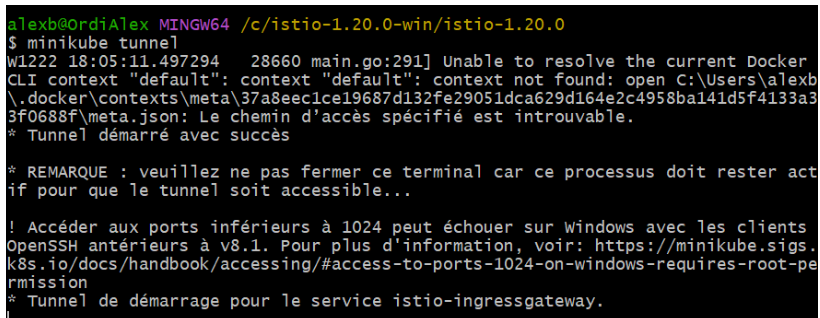 alexb@OrdiAlex MINGW64 /c/istio-1.20.0-win/istio-1.20.0
$ minikube tunnel
W1222 18:05:11.497294   28660 main.go:291] Unable to resolve the current Docker
CLI context "default": context "default": context not found: open C:\Users\alexb
\.docker\contexts\meta\37a8eec1ce19687d132fe29051dca629d164e2c4958ba141d5f4133a3
3f0688f\meta.json: Le chemin d’accès spécifié est introuvable.
* Tunnel démarré avec succès
* REMARQUE : veuillez ne pas fermer ce terminal car ce processus doit rester act
if pour que le tunnel soit accessible...
! Accéder aux ports inférieurs à 1024 peut échouer sur Windows avec les clients
OpenSSH antérieurs à v8.1. Pour plus d'information, voir: https://minikube.sigs.
k8s.io/docs/handbook/accessing/#access-to-ports-1024-on-windows-requires-root-pe
rmission
* Tunnel de démarrage pour le service istio-ingressgateway.